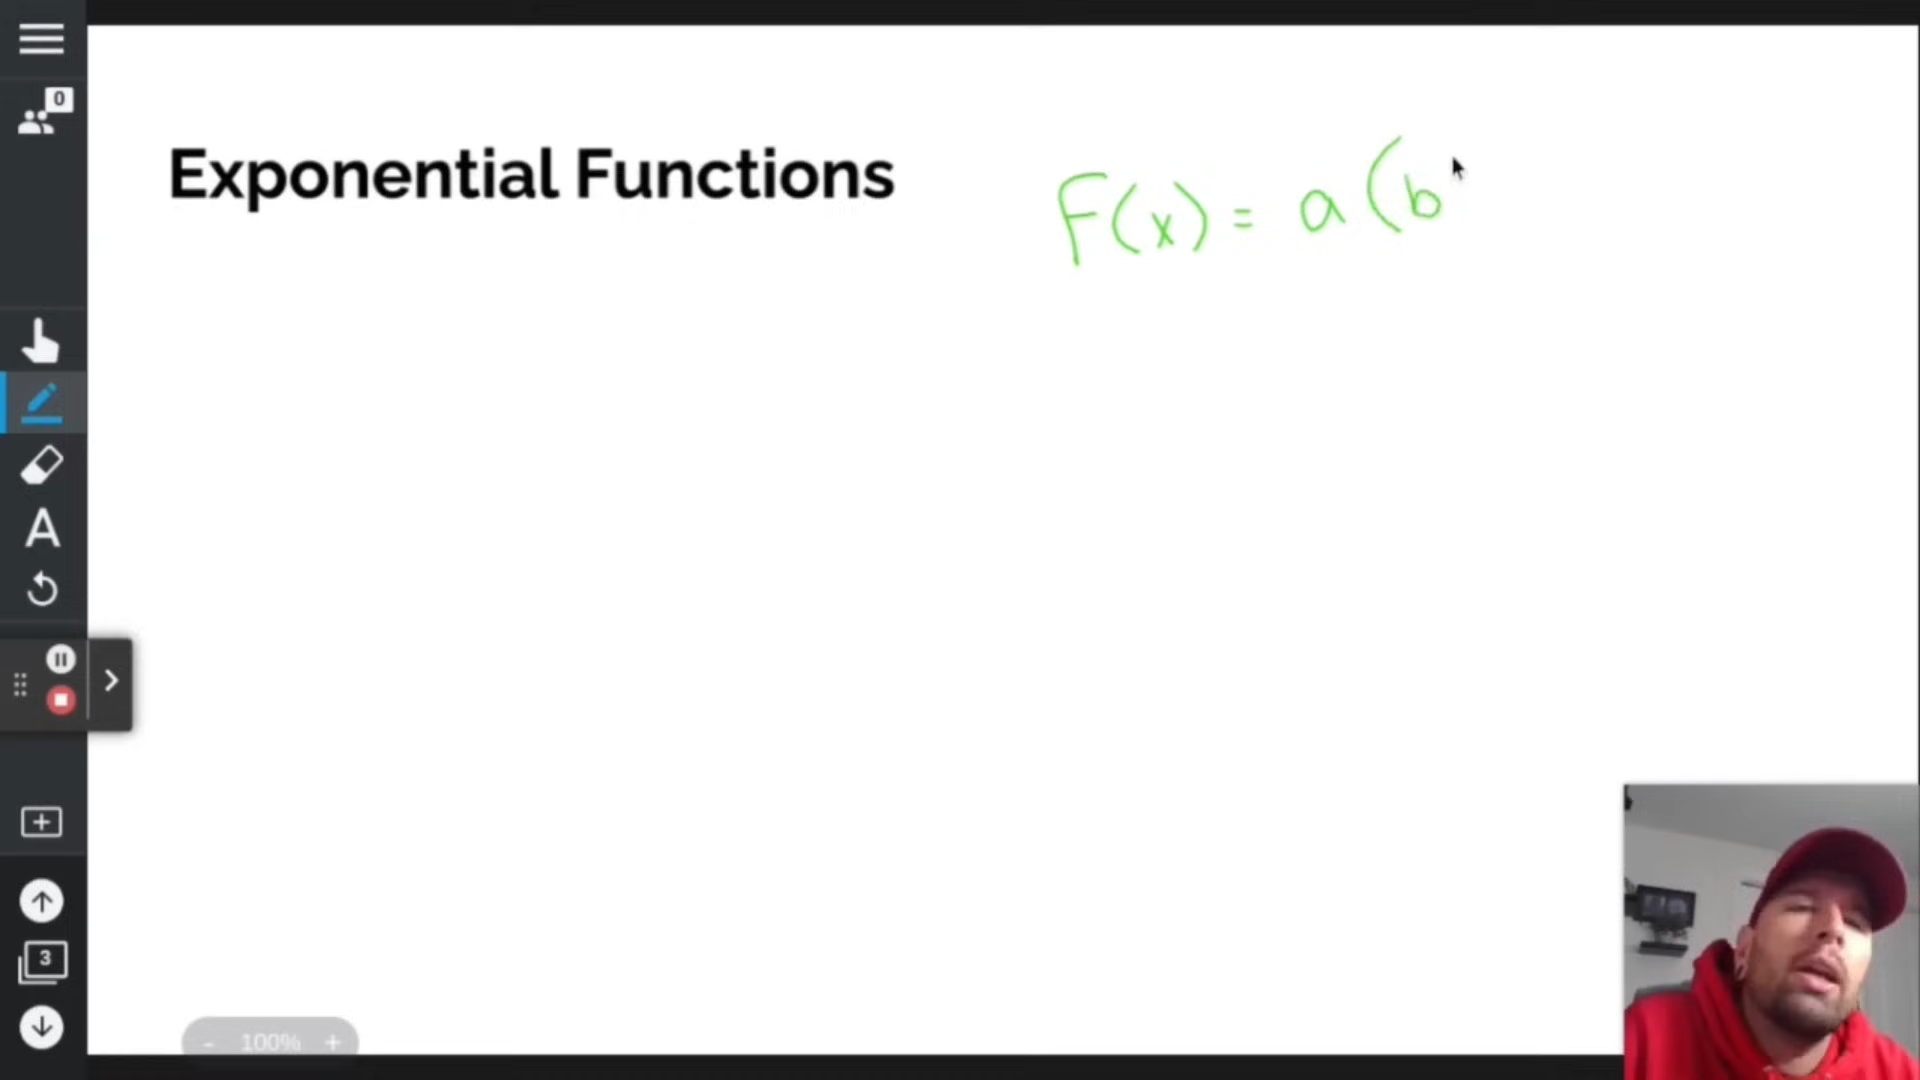 0
Exponential Functions
F(x) = a (b
A
3
- 100% +